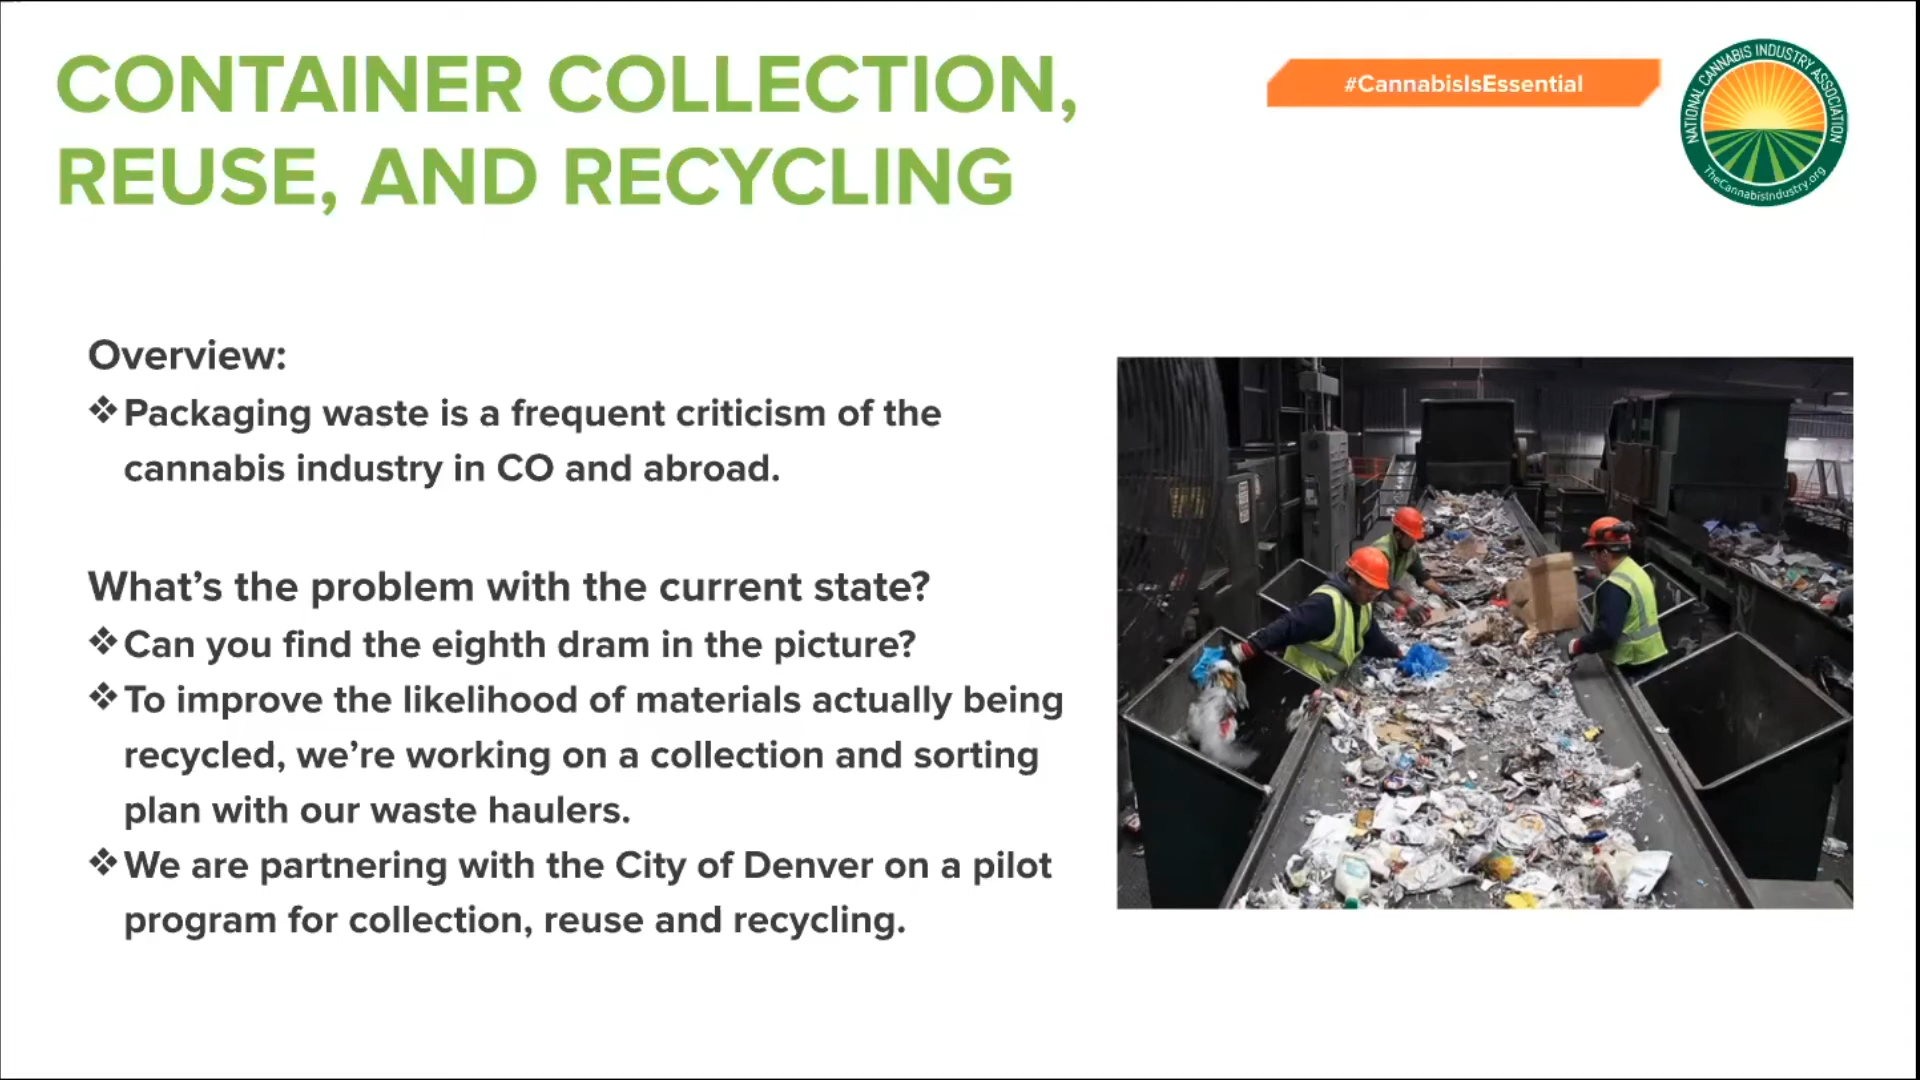 CONTAINER COLLECTION,
REUSE, AND RECYCLING
#CannabisIsEssential
NATIONAL CANNABIS INDUSTRY ASSOCIATION
TheCannabisIndustry.org
Overview:
❖ Packaging waste is a frequent criticism of the
cannabis industry in CO and abroad.
What’s the problem with the current state?
❖ Can you find the eighth dram in the picture?
❖ To improve the likelihood of materials actually being
recycled, we’re working on a collection and sorting
plan with our waste haulers.
❖ We are partnering with the City of Denver on a pilot
program for collection, reuse and recycling.